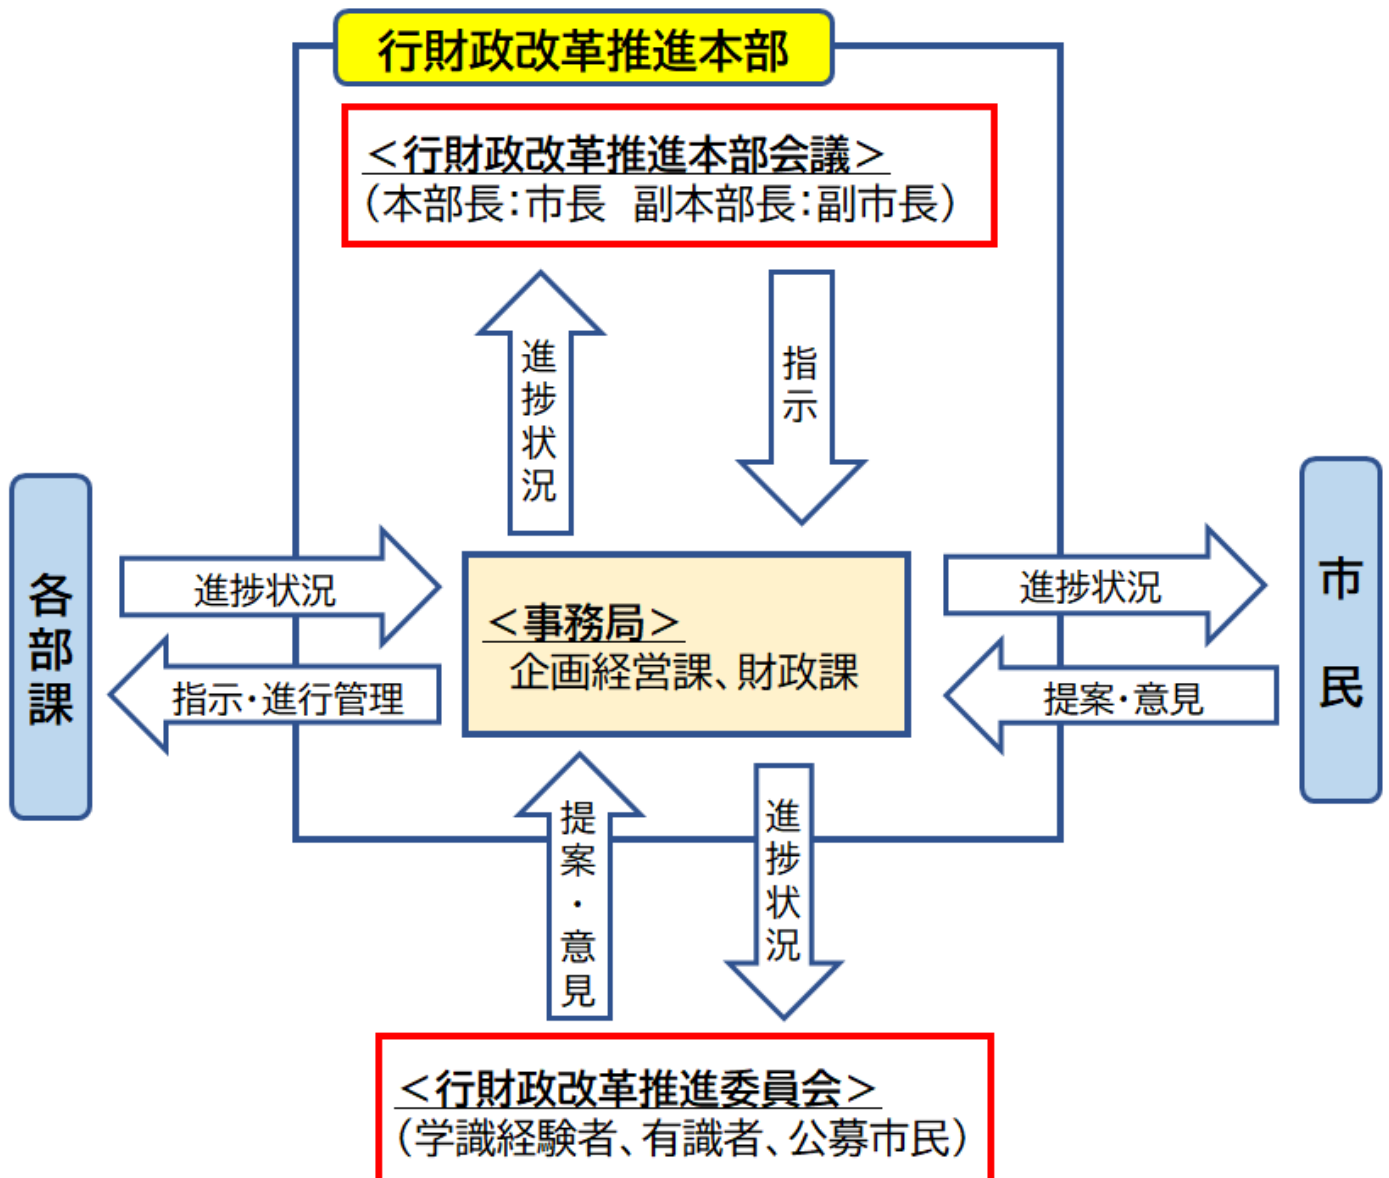 行財政改革推進本部
＜行財政改革推進本部会議＞
（本部長：市長　副本部長：副市長）
進捗状況
指示
各部課
進捗状況
指示・進行管理
＜事務局＞
企画経営課、財政課
進捗状況
提案・意見
市民
提案・意見
進捗状況
＜行財政改革推進委員会＞
（学識経験者、有識者、公募市民）